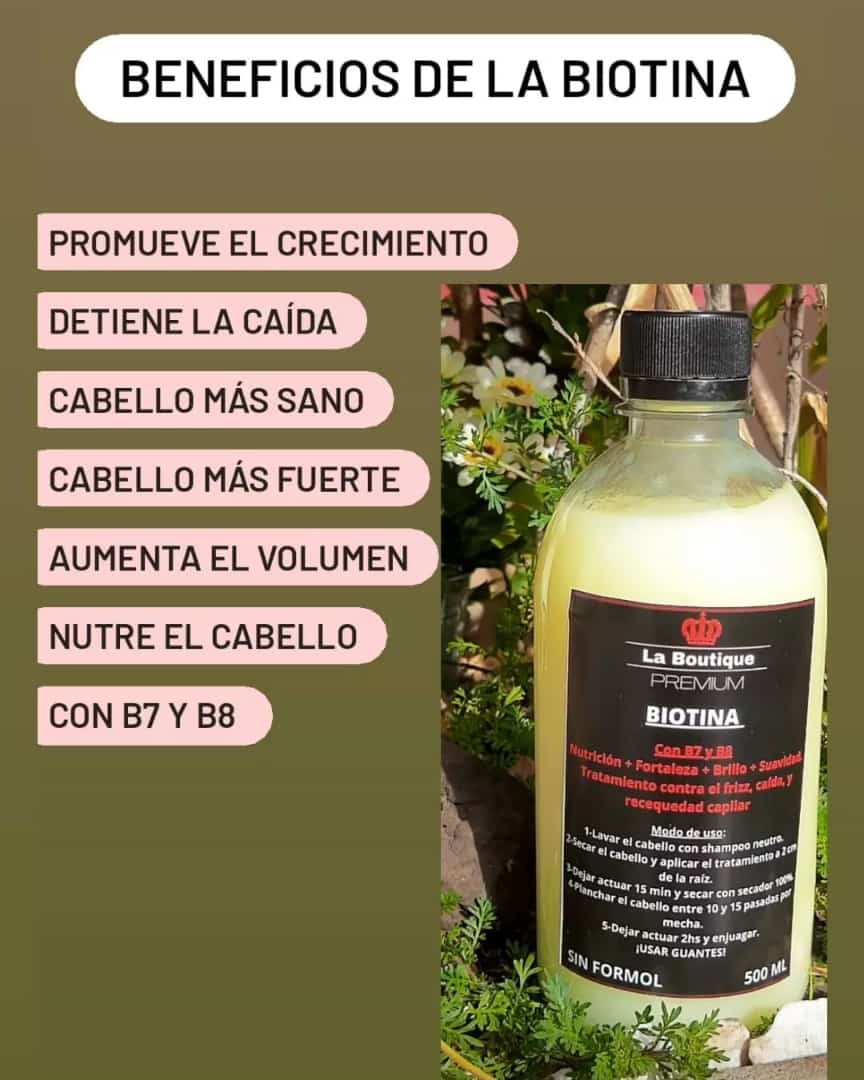 BENEFICIOS DE LA BIOTINA
PROMUEVE EL CRECIMIENTO
DETIENE LA CAÍDA
CABELLO MÁS SANO
CABELLO MÁS FUERTE
AUMENTA EL VOLUMEN
NUTRE EL CABELLO
CON B7 Y B8
La Boutique
PREMIUM
BIOTINA
Con B7 y B8
Nutrición + Fortaleza + Brillo + Suavidad.
Tratamiento contra el frizz, caída, y
recequedad capilar
Modo de uso:
1-Lavar el cabello con shampoo neutro.
2-Secar el cabello y aplicar el tratamiento a 2 cm
de la raíz.
3-Dejar actuar 15 min y secar con secador 100%.
4-Planchar el cabello entre 10 y 15 pasadas por
mecha.
5-Dejar actuar 2hs y enjuagar.
¡USAR GUANTES!
SIN FORMOL
500 ML